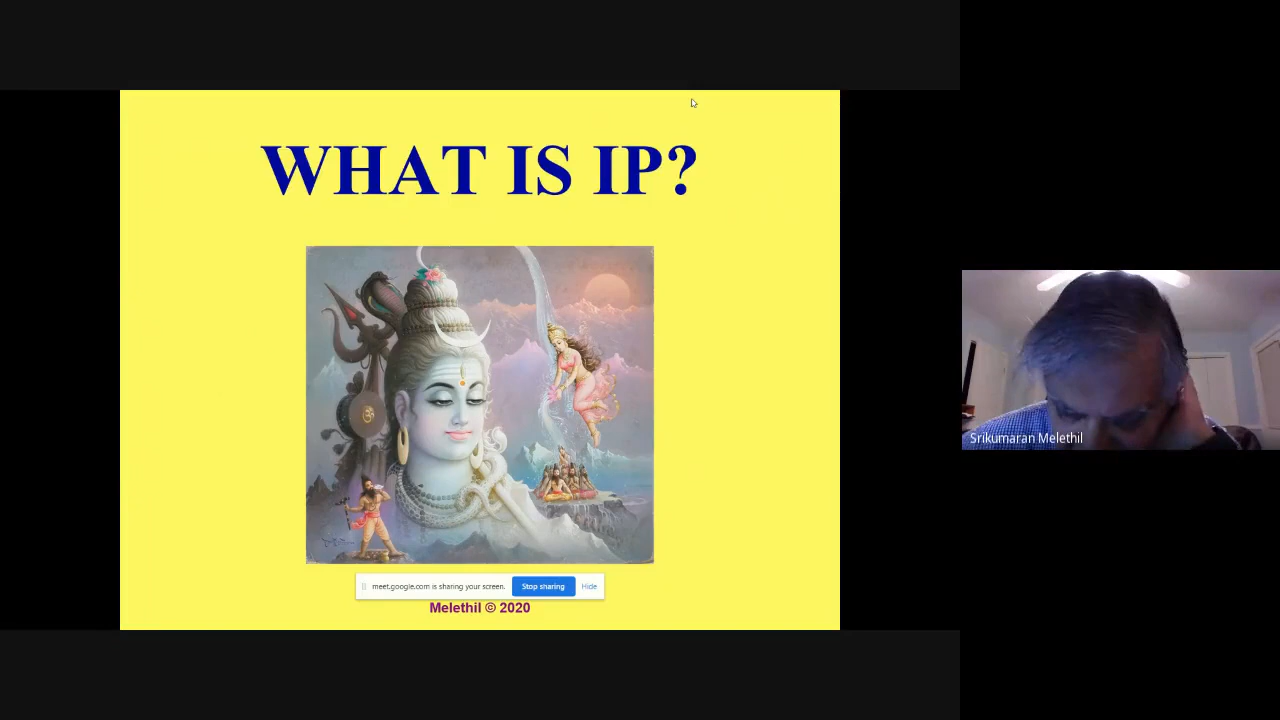 WHAT IS IP?
meet.google.com is sharing your screen. Stop sharing Hide
Melethil © 2020
Srikumaran Melethil
ॐ